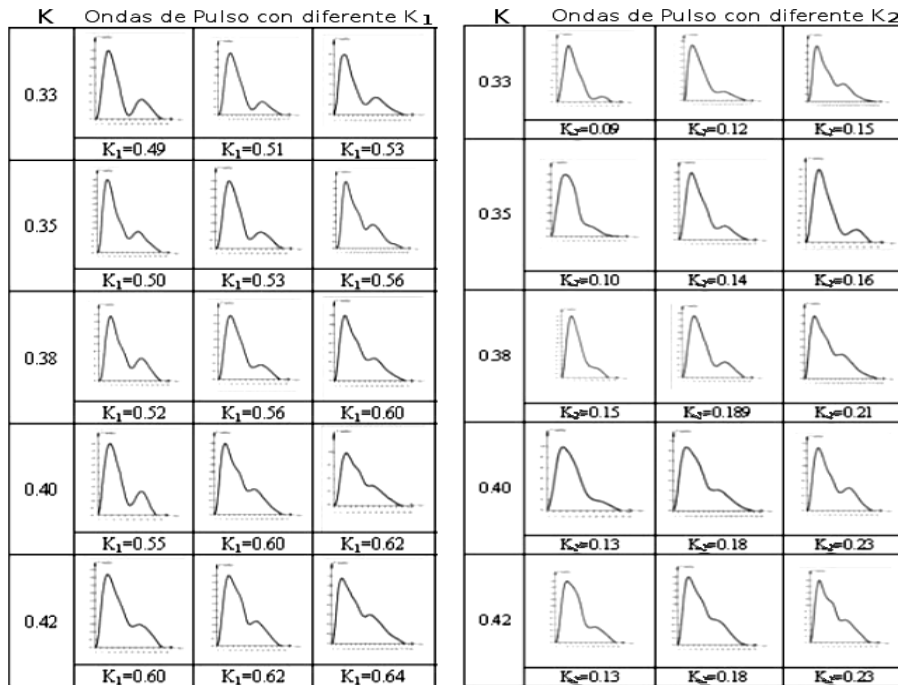 K Ondas de Pulso con diferente K1
0.33
K1=0.49 K1=0.51 K1=0.53
0.35
K1=0.50 K1=0.53 K1=0.56
0.38
K1=0.52 K1=0.56 K1=0.60
0.40
K1=0.55 K1=0.60 K1=0.62
0.42
K1=0.60 K1=0.62 K1=0.64
K Ondas de Pulso con diferente K2
0.33
K2=0.09 K2=0.12 K2=0.15
0.35
K2=0.10 K2=0.14 K2=0.16
0.38
K2=0.15 K2=0.189 K2=0.21
0.40
K2=0.13 K2=0.18 K2=0.23
0.42
K2=0.13 K2=0.18 K2=0.23